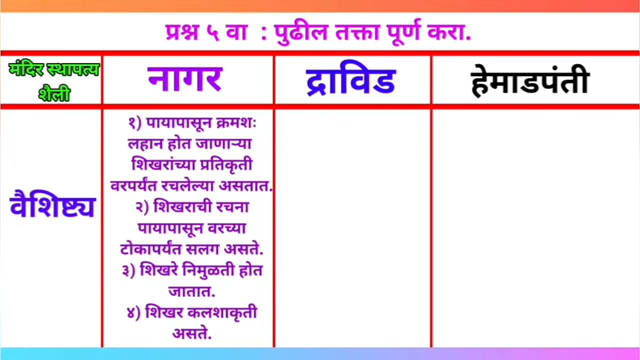 प्रश्न ५ वा : पुढील तक्ता पूर्ण करा.
मंदिर स्थापत्य
शैली
नागर
द्राविड
हेमाडपंती
वैशिष्ट्य
१) पायापासून क्रमशः
लहान होत जाणाऱ्या
शिखरांच्या प्रतिकृती
वरपर्यंत रचलेल्या असतात.
२) शिखराची रचना
पायापासून वरच्या
टोकापर्यंत सलग असते.
३) शिखरे निमुळती होत
जातात.
४) शिखर कलशाकृती
असते.